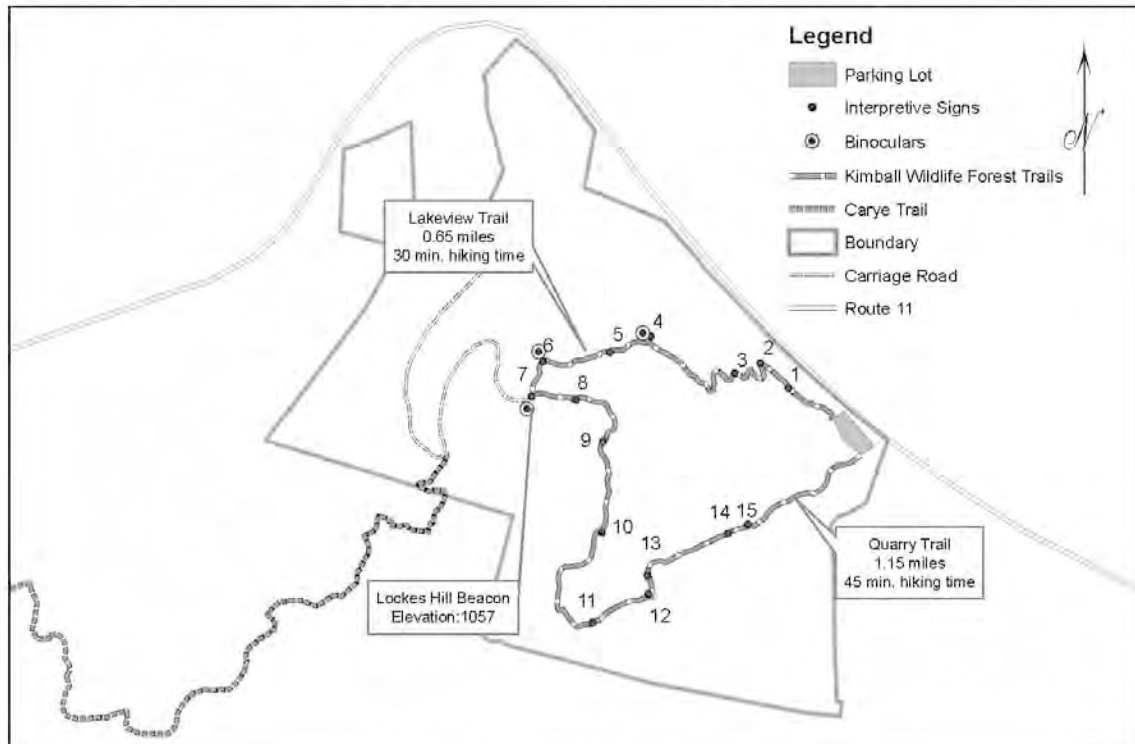 Legend
Parking Lot
Interpretive Signs
Binoculars
Kimball Wildlife Forest Trails
Carye Trail
Boundary
Carriage Road
Route 11
N
Lakeview Trail
0.65 miles
30 min. hiking time
4
6
5
2
3
1
7
8
9
10
14
15
13
11
12
Quarry Trail
1.15 miles
45 min. hiking time
Lockes Hill Beacon
Elevation:1057